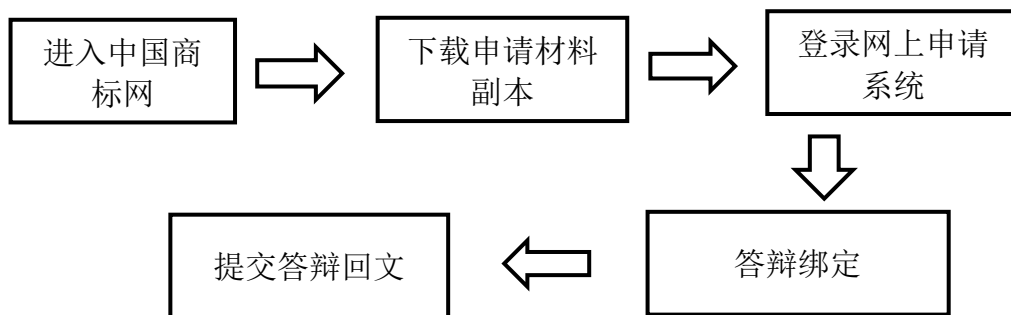 进入中国商
标网
下载申请材料
副本
登录网上申请
系统
答辩绑定
提交答辩回文